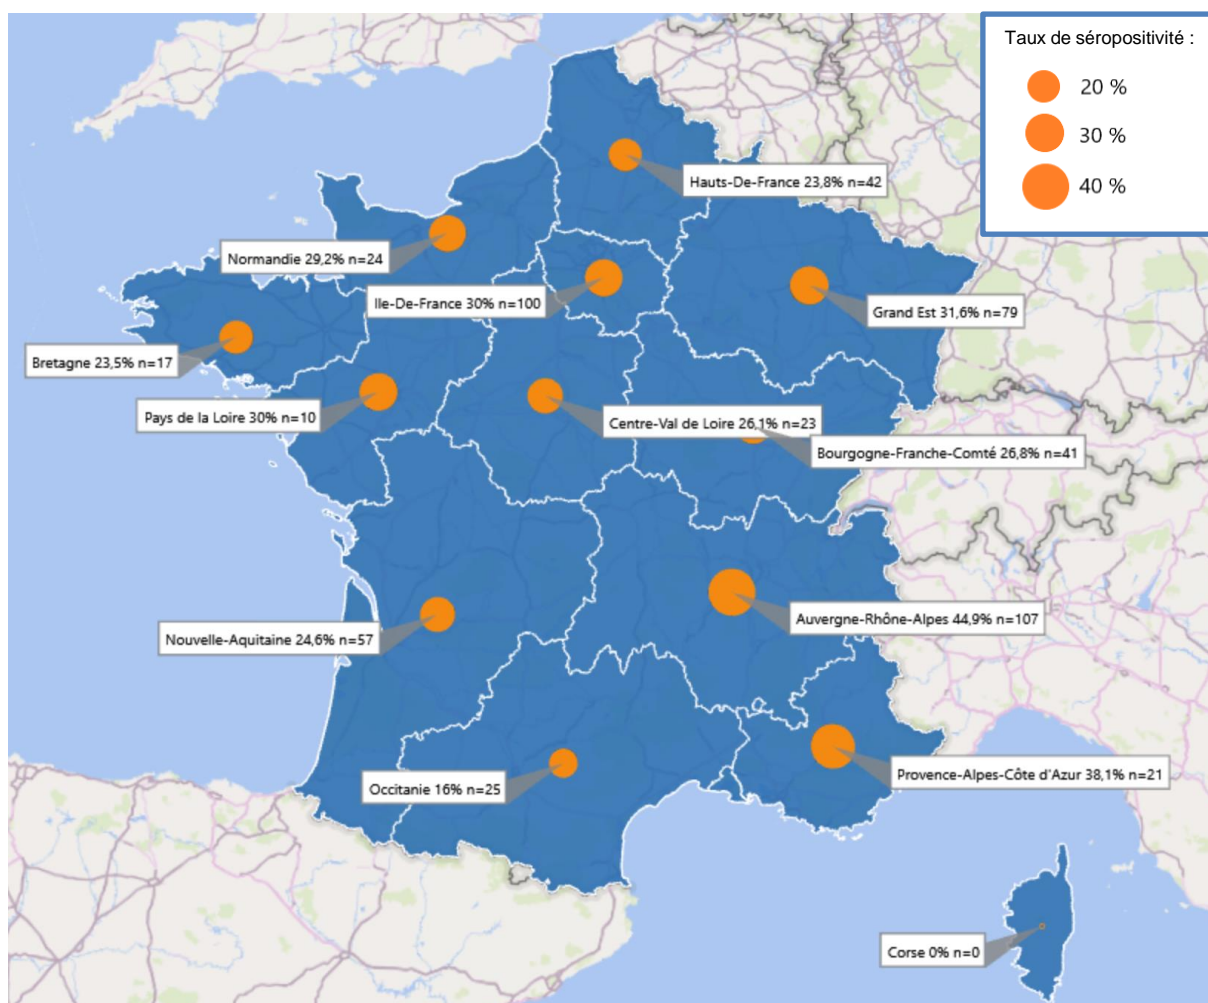 Taux de séropositivité :
20 %
30 %
40 %
Hauts-De-France 23,8% n=42
Normandie 29,2% n=24
Ile-De-France 30% n=100
Grand Est 31,6% n=79
Bretagne 23,5% n=17
Pays de la Loire 30% n=10
Centre-Val de Loire 26,1% n=23
Bourgogne-Franche-Comté 26,8% n=41
Auvergne-Rhône-Alpes 44,9% n=107
Nouvelle-Aquitaine 24,6% n=57
Provence-Alpes-Côte d'Azur 38,1% n=21
Occitanie 16% n=25
Corse 0% n=0